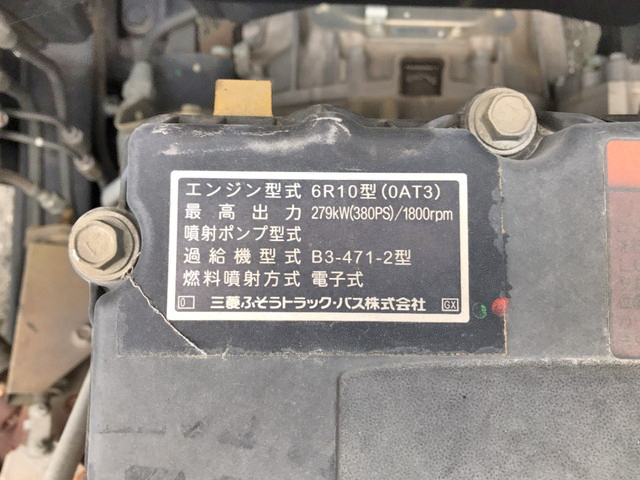 エンジン型式 6R10型(0AT3)
最高出力 279kW(380PS)/1800rpm
噴射ポンプ型式
過給機型式 B3-471-2型
燃料噴射方式 電子式
0 三菱ふそうトラック・バス株式会社 GX